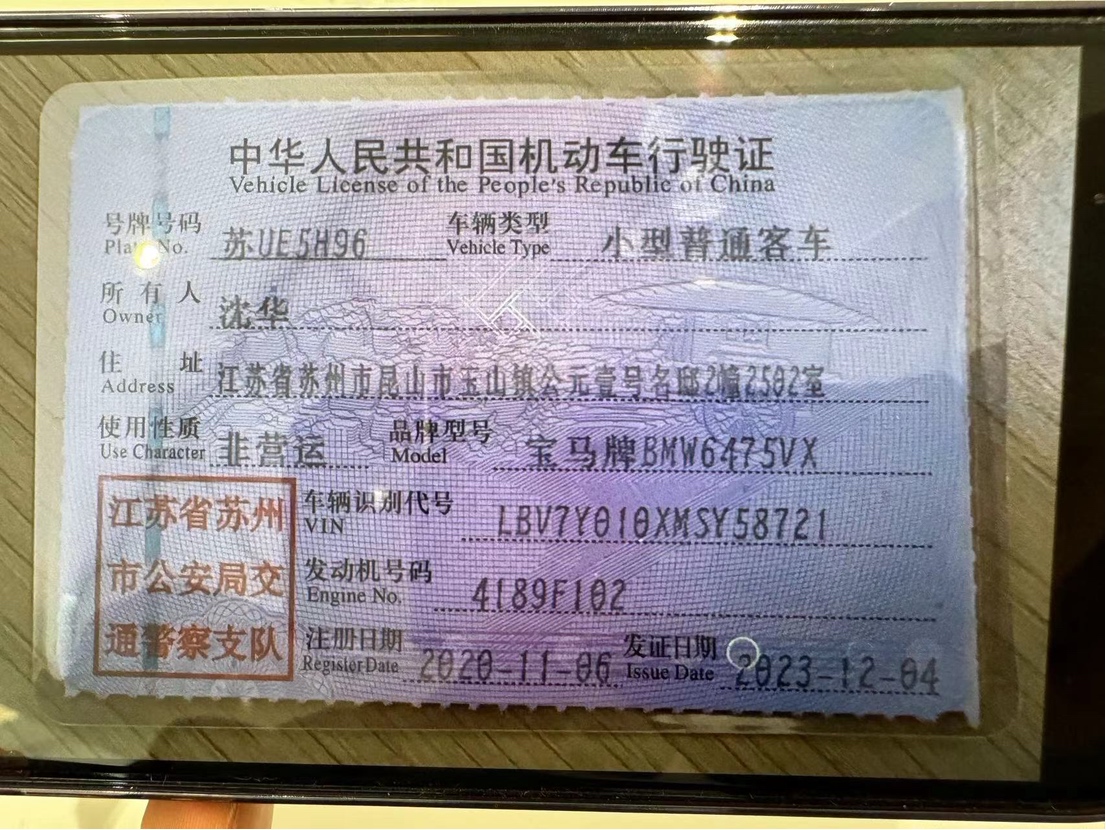 中华人民共和国机动车行驶证
Vehicle License of the People's Republic of China
号牌号码 苏UE5H96 车辆类型 小型普通客车
Plate No. Vehicle Type
所有人 沈华
Owner
住址 江苏省苏州市昆山市玉山镇公元壹号名邸2幢2502室
Address
使用性质 非营运 品牌型号 宝马牌BMW6475VX
Use Character Model
江苏省苏州
市公安局交
通警察支队
车辆识别代号 LBV7Y010XMSY58721
VIN
发动机号码 4189F102
Engine No.
注册日期 2020-11-06 发证日期 2023-12-04
Register Date Issue Date